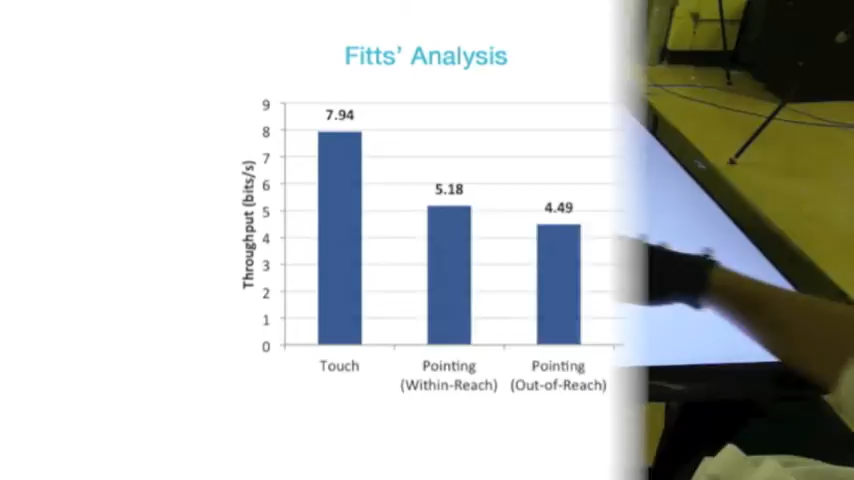 Fitts' Analysis
Throughput (bits/s)
9
8
7
6
5
4
3
2
1
0
7.94
5.18
4.49
Touch
Pointing
(Within-Reach)
Pointing
(Out-of-Reach)